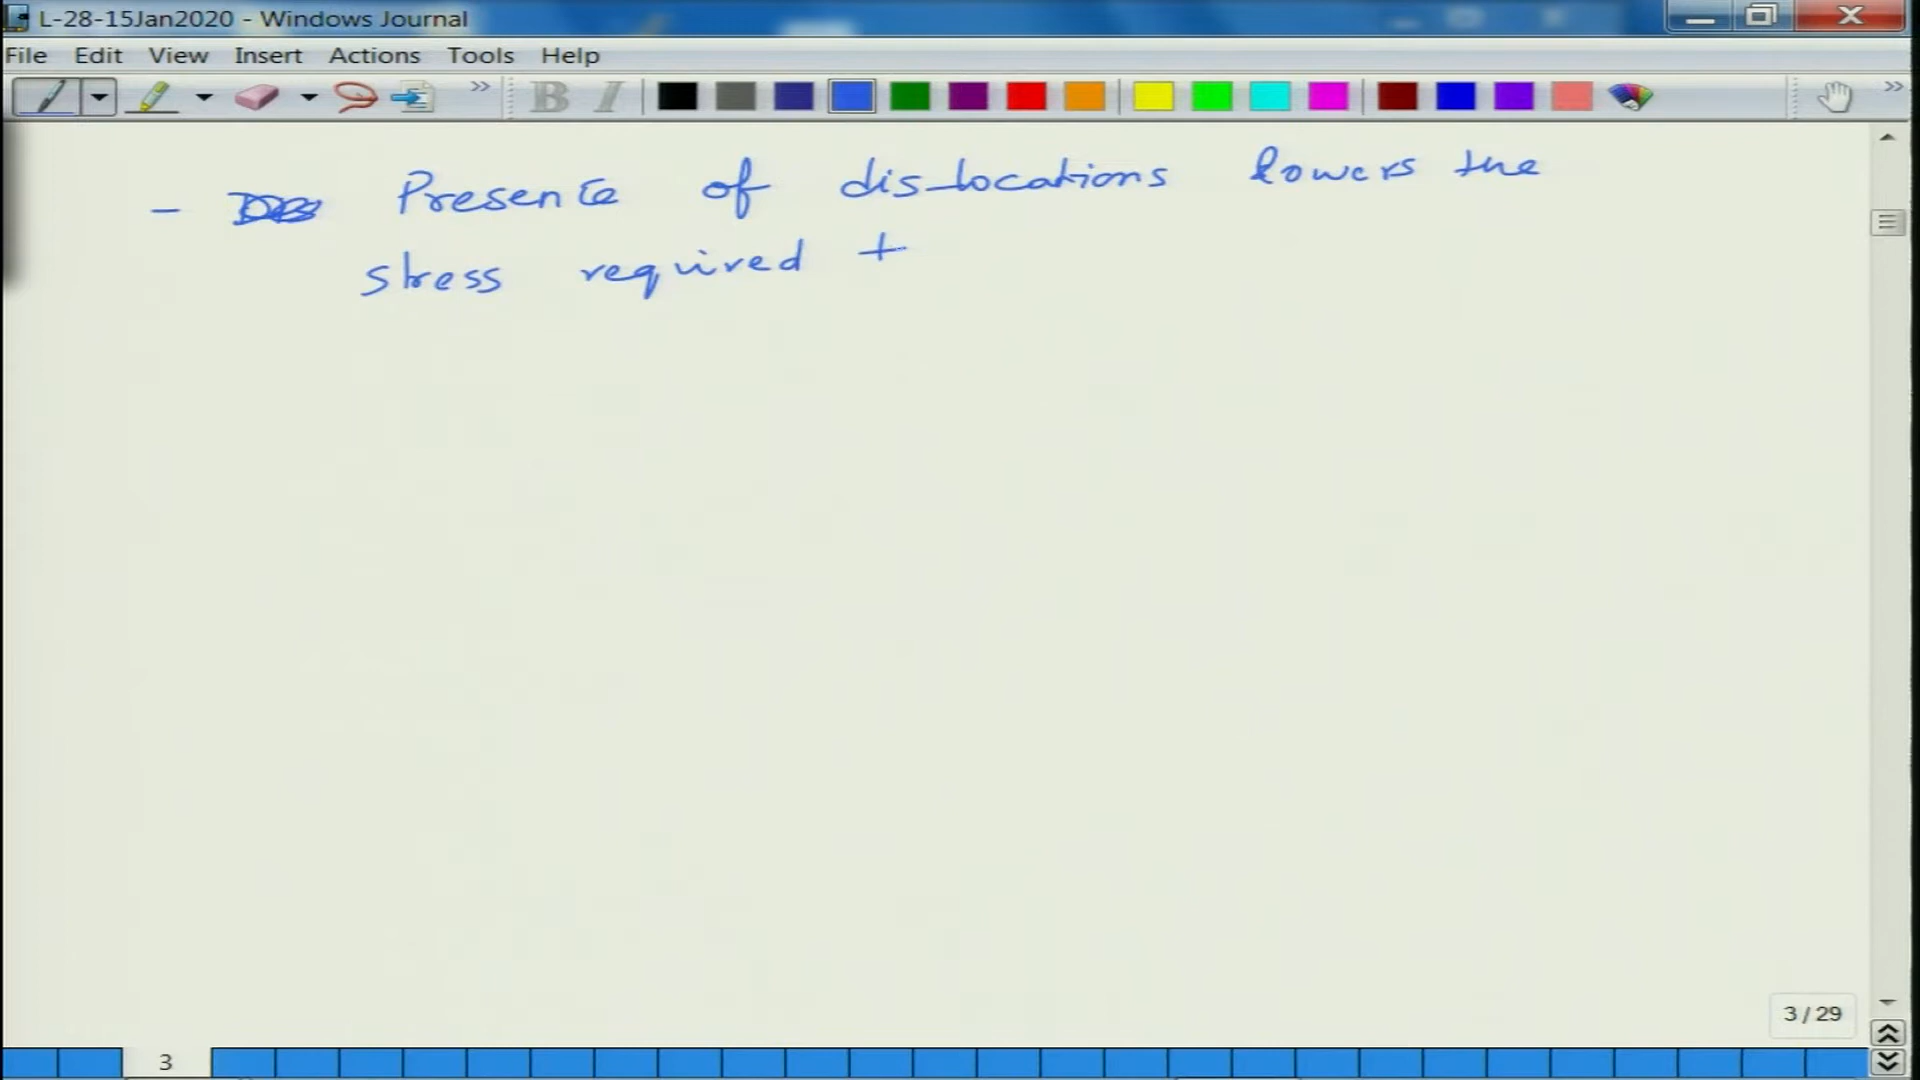 L-28-15Jan2020 - Windows Journal
File Edit View Insert Actions Tools Help
B I
- Presence of dislocations lowers the
stress required t
3 / 29
3